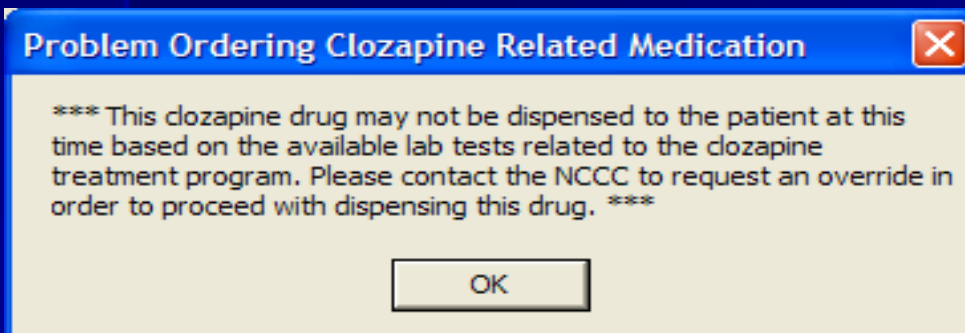 Problem Ordering Clozapine Related Medication
*** This clozapine drug may not be dispensed to the patient at this
time based on the available lab tests related to the clozapine
treatment program. Please contact the NCCC to request an override in
order to proceed with dispensing this drug. ***
OK